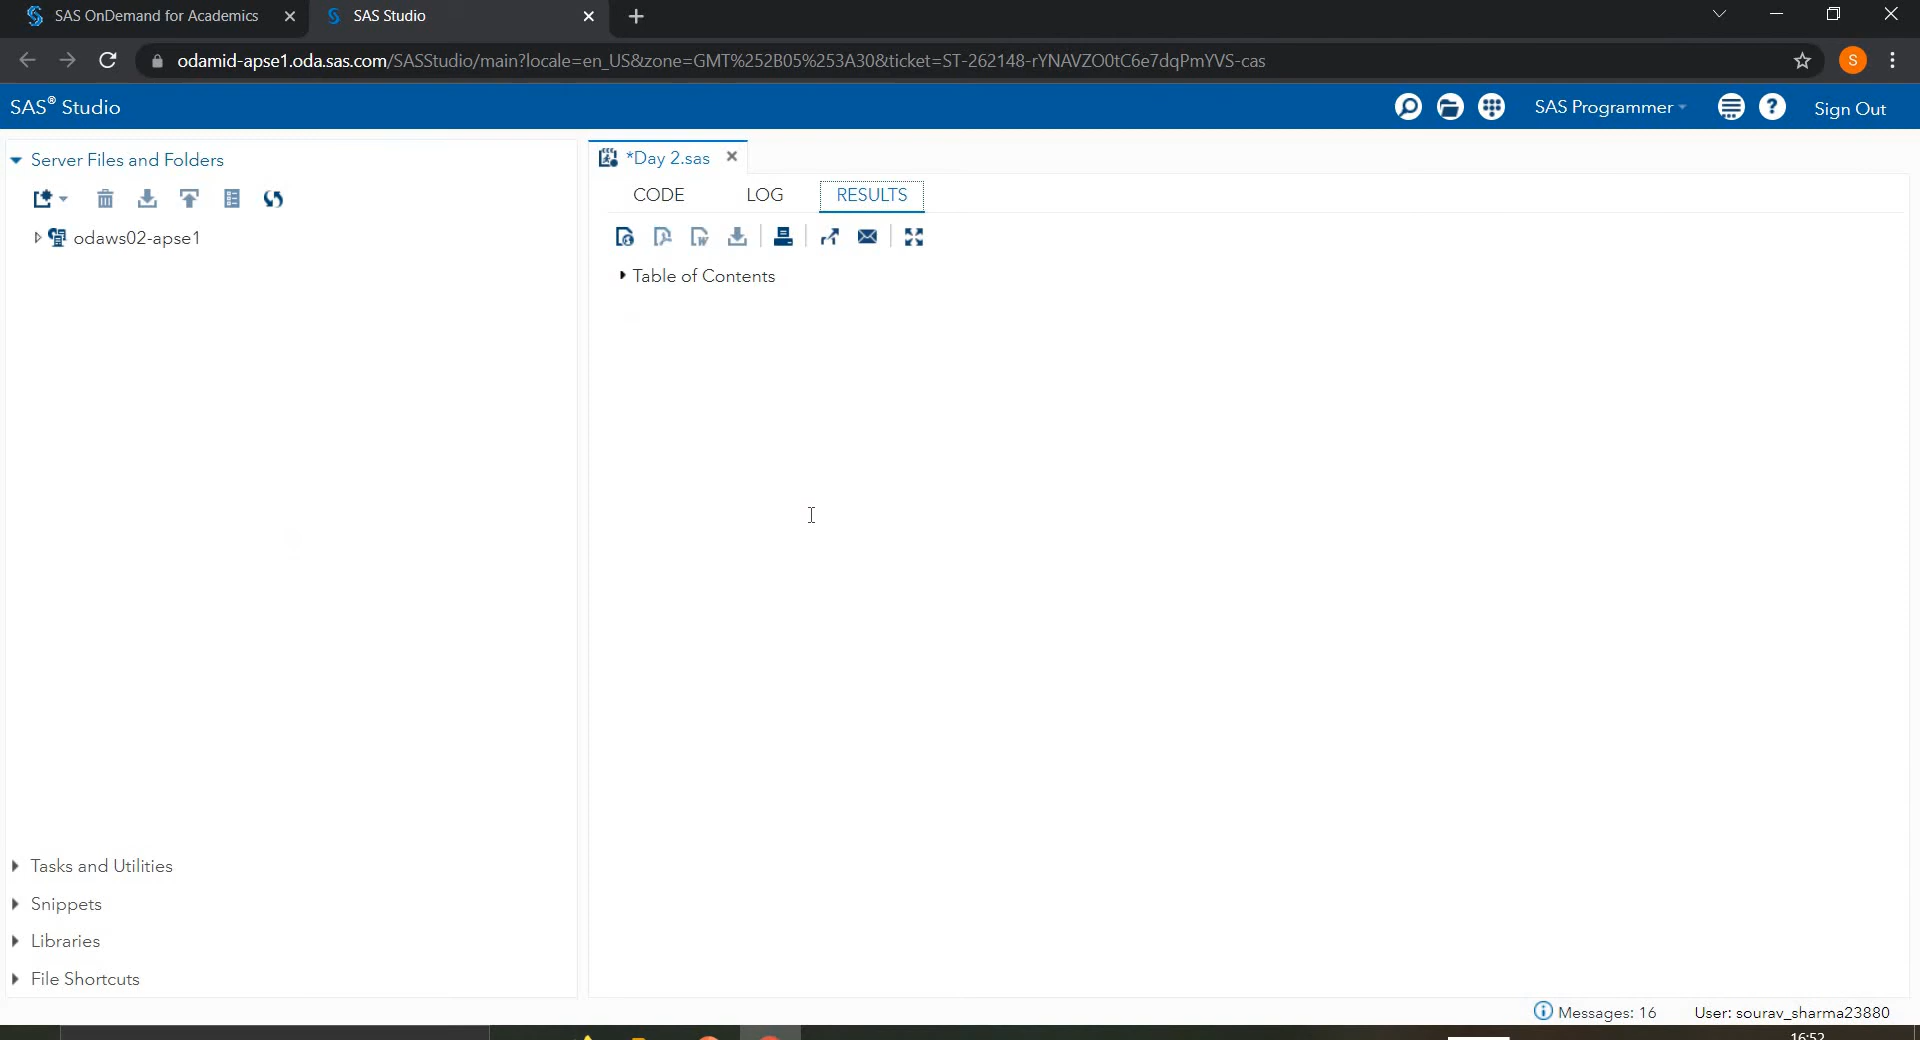 SAS OnDemand for Academics
SAS Studio
odamid-apse1.oda.sas.com/SASStudio/main?locale=en_US&zone=GMT%252B05%253A30&ticket=ST-262148-rYNAVZO0tC6e7dqPmYVS-cas
S
SAS® Studio
SAS Programmer
Sign Out
Server Files and Folders
*Day 2.sas
CODE
LOG
RESULTS
odaws02-apse1
Table of Contents
Tasks and Utilities
Snippets
Libraries
File Shortcuts
Messages: 16
User: sourav_sharma23880
16:52